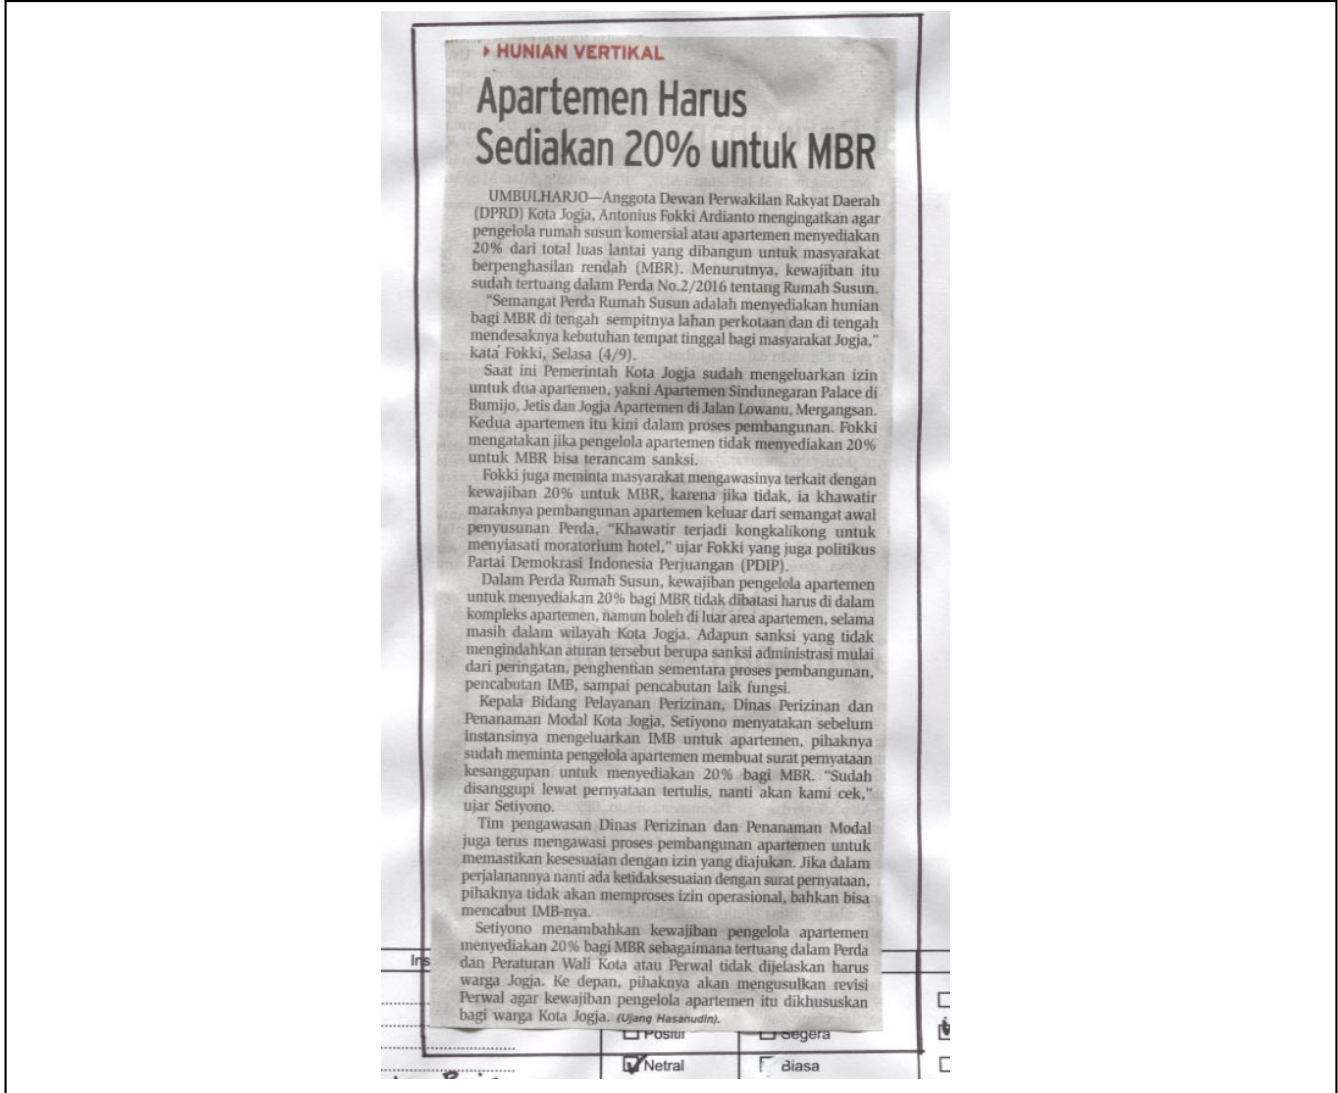 HUNIAN VERTIKAL
Apartemen Harus
Sediakan 20% untuk MBR
UMBULHARJO—Anggota Dewan Perwakilan Rakyat Daerah
(DPRD) Kota Jogja, Antonius Fokki Ardianto mengingatkan agar
pengelola rumah susun komersial atau apartemen menyediakan
20% dari total luas lantai yang dibangun untuk masyarakat
berpenghasilan rendah (MBR). Menurutnya, kewajiban itu
sudah tertuang dalam Perda No.2/2016 tentang Rumah Susun.
"Semangat Perda Rumah Susun adalah menyediakan hunian
bagi MBR di tengah sempitnya lahan perkotaan dan di tengah
mendesaknya kebutuhan tempat tinggal bagi masyarakat Jogja,"
kata Fokki, Selasa (4/9).
Saat ini Pemerintah Kota Jogja sudah mengeluarkan izin
untuk dua apartemen, yakni Apartemen Sindunegaran Palace di
Bumijo, Jetis dan Jogja Apartemen di Jalan Lowanu, Mergangsan.
Kedua apartemen itu kini dalam proses pembangunan. Fokki
mengatakan jika pengelola apartemen tidak menyediakan 20%
untuk MBR bisa terancam sanksi.
Fokki juga meminta masyarakat mengawasinya terkait dengan
kewajiban 20% untuk MBR, karena jika tidak, ia khawatir
maraknya pembangunan apartemen keluar dari semangat awal
penyusunan Perda, "Khawatir terjadi kongkalikong untuk
menyiasati moratorium hotel," ujar Fokki yang juga politikus
Partai Demokrasi Indonesia Perjuangan (PDIP).
Dalam Perda Rumah Susun, kewajiban pengelola apartemen
untuk menyediakan 20% bagi MBR tidak dibatasi harus di dalam
kompleks apartemen, namun boleh di luar area apartemen, selama
masih dalam wilayah Kota Jogja. Adapun sanksi yang tidak
mengindahkan aturan tersebut berupa sanksi administrasi mulai
dari peringatan, penghentian sementara proses pembangunan,
pencabutan IMB, sampai pencabutan laik fungsi.
Kepala Bidang Pelayanan Perizinan, Dinas Perizinan dan
Penanaman Modal Kota Jogja, Setiyono menyatakan sebelum
instansinya mengeluarkan IMB untuk apartemen, pihaknya
sudah meminta pengelola apartemen membuat surat pernyataan
kesanggupan untuk menyediakan 20% bagi MBR. "Sudah
disanggupi lewat pernyataan tertulis, nanti akan kami cek,"
ujar Setiyono.
Tim pengawasan Dinas Perizinan dan Penanaman Modal
juga terus mengawasi proses pembangunan apartemen untuk
memastikan kesesuaian dengan izin yang diajukan. Jika dalam
perjalanannya nanti ada ketidaksesuaian dengan surat pernyataan,
pihaknya tidak akan memproses izin operasional, bahkan bisa
mencabut IMB-nya.
Setiyono menambahkan kewajiban pengelola apartemen
menyediakan 20% bagi MBR sebagaimana tertuang dalam Perda
dan Peraturan Wali Kota atau Perwal tidak dijelaskan harus
warga Jogja. Ke depan, pihaknya akan mengusulkan revisi
Perwal agar kewajiban pengelola apartemen itu dikhususkan
bagi warga Kota Jogja. (Ujang Hasanudin).
Ins
Positif Segera
Netral Biasa